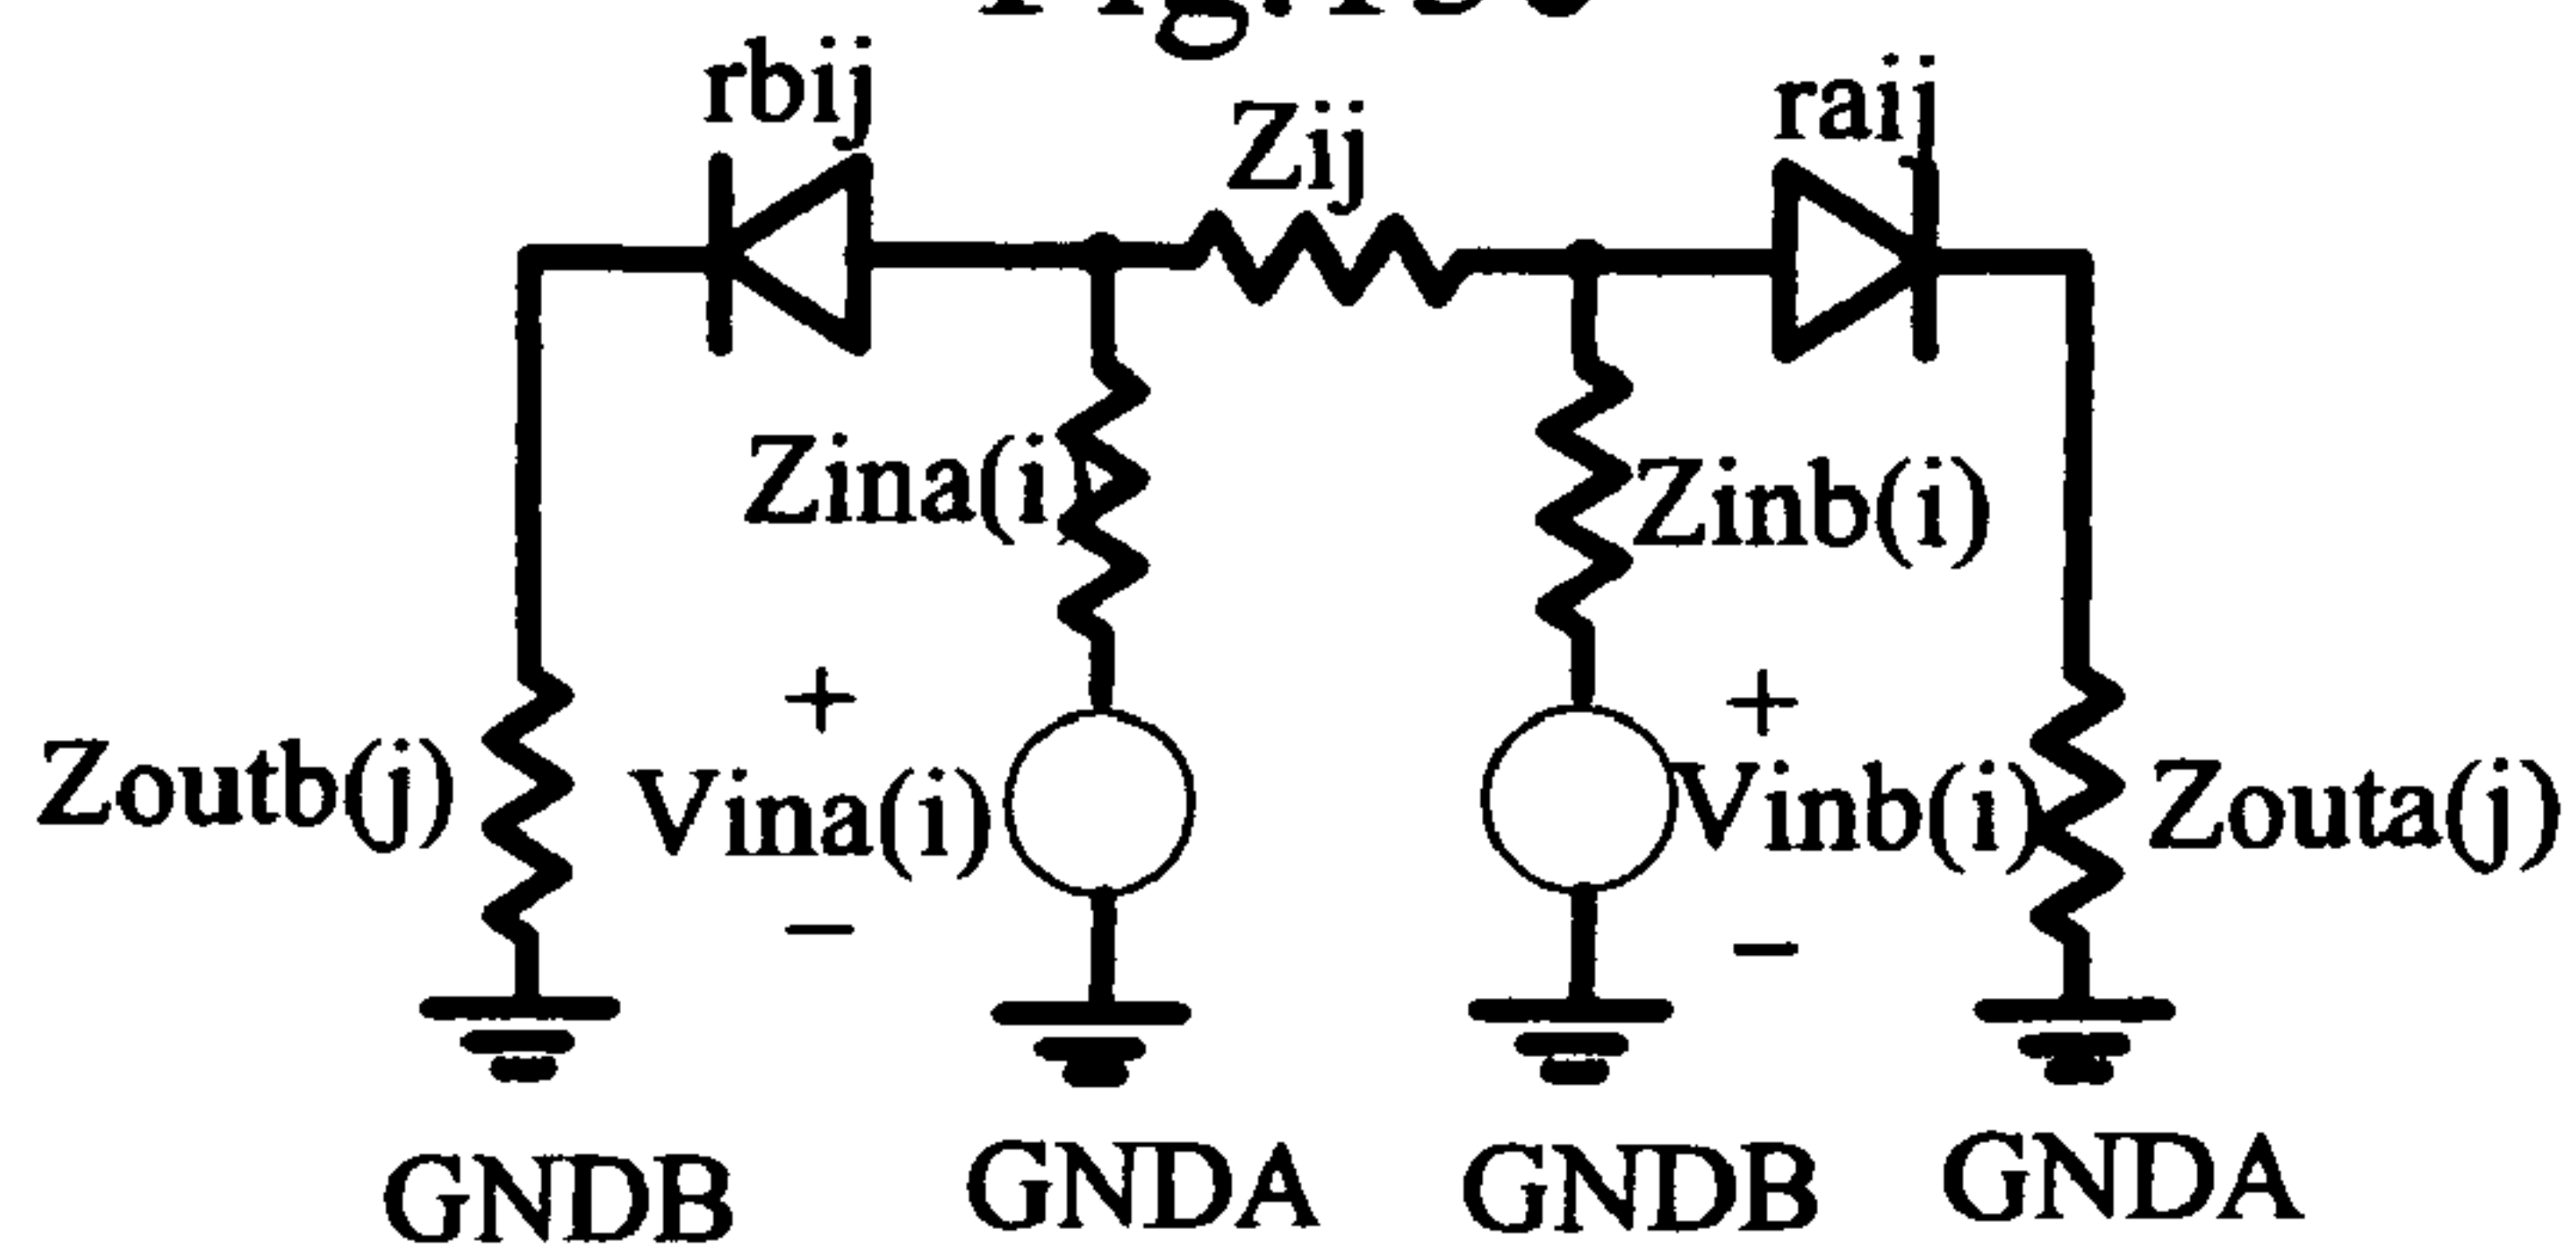 rbij
Zij
raij
Zina(i)
Zinb(i)
+
+
Zoutb(j)
Vina(i)
Vinb(i)
Zouta(j)
−
−
GNDB
GNDA
GNDB
GNDA